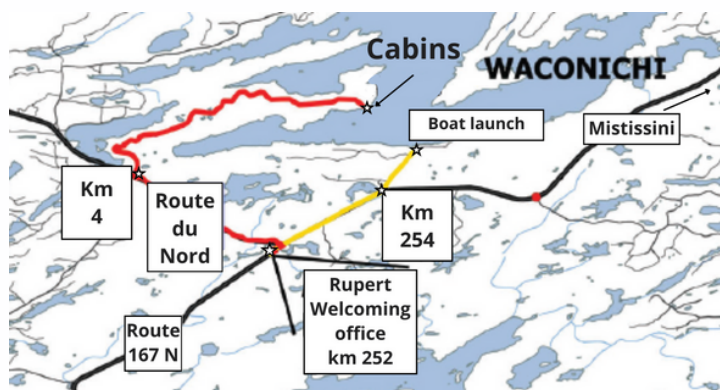 Cabins
WACONICHI
Boat launch
Mistissini
Km
4
Route
du
Nord
Km
254
Rupert
Welcoming
office
km 252
Route
167 N